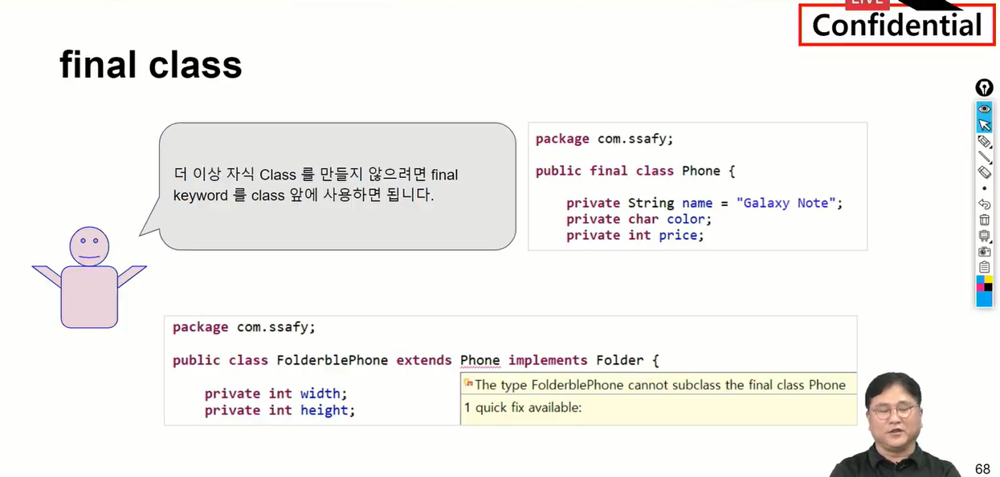 LIVE
Confidential
final class
더 이상 자식 Class 를 만들지 않으려면 final
keyword 를 class 앞에 사용하면 됩니다.
package com.ssafy;
public final class Phone {
private String name = "Galaxy Note";
private char color;
private int price;
package com.ssafy;
public class FolderblePhone extends Phone implements Folder {
private int width;
private int height;
The type FolderblePhone cannot subclass the final class Phone
1 quick fix available:
68